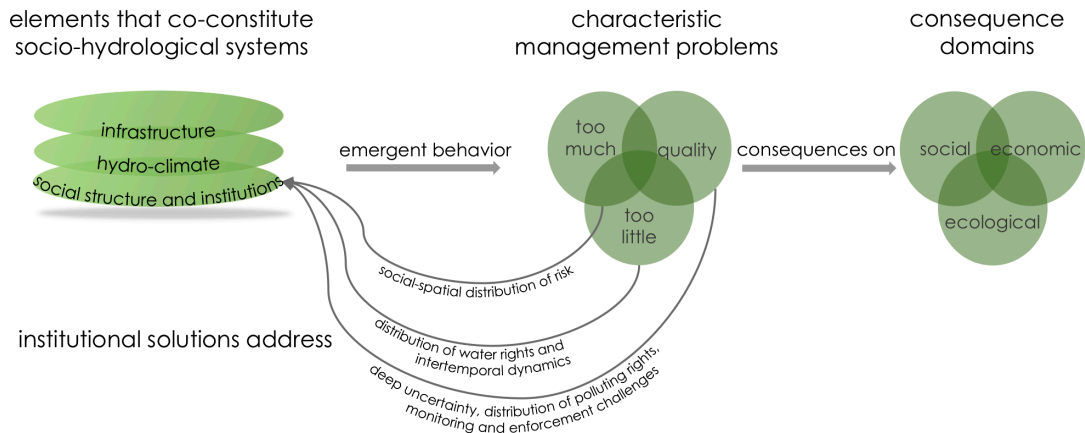 elements that co-constitute
socio-hydrological systems
characteristic
management problems
consequence
domains
infrastructure
hydro-climate
social structure and institutions
emergent behavior
too
much
quality
too
little
consequences on
social
economic
ecological
social-spatial distribution of risk
institutional solutions address
distribution of water rights and
intertemporal dynamics
deep uncertainty, distribution of polluting rights,
monitoring and enforcement challenges